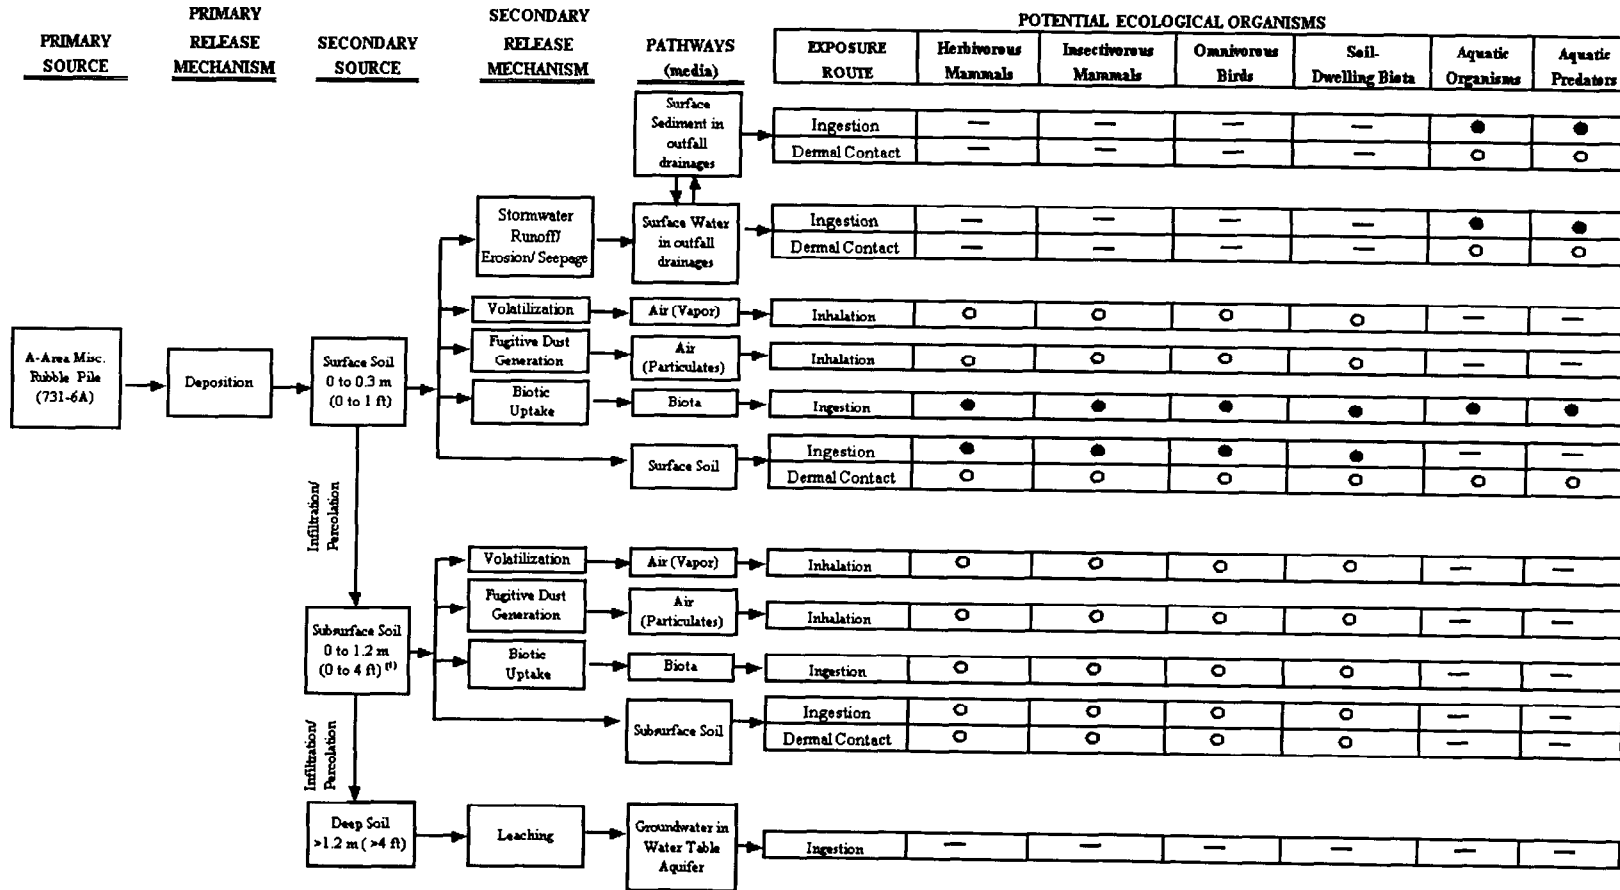 PRIMARY
SOURCE
PRIMARY
RELEASE
MECHANISM
SECONDARY
SOURCE
SECONDARY
RELEASE
MECHANISM
PATHWAYS
(media)
POTENTIAL ECOLOGICAL ORGANISMS
EXPOSURE
ROUTE
Herbivorous
Mammals
Insectivorous
Mammals
Omnivorous
Birds
Soil-
Dwelling Biota
Aquatic
Organisms
Aquatic
Predators
Surface
Sediment in
outfall
drainages
Ingestion
Dermal Contact
Stormwater
Runoff/
Erosion/ Seepage
Surface Water
in outfall
drainages
Ingestion
Dermal Contact
Volatilization
Air (Vapor)
Inhalation
A-Area Misc.
Rubble Pile
(731-6A)
Deposition
Surface Soil
0 to 0.3 m
(0 to 1 ft)
Fugitive Dust
Generation
Air
(Particulates)
Inhalation
Biotic
Uptake
Biota
Ingestion
Surface Soil
Ingestion
Dermal Contact
Infiltration/
Percolation
Volatilization
Air (Vapor)
Inhalation
Subsurface Soil
0 to 1.2 m
(0 to 4 ft) (1)
Fugitive Dust
Generation
Air
(Particulates)
Inhalation
Biotic
Uptake
Biota
Ingestion
Subsurface Soil
Ingestion
Dermal Contact
Infiltration/
Percolation
Deep Soil
>1.2 m ( >4 ft)
Leaching
Groundwater in
Water Table
Aquifer
Ingestion